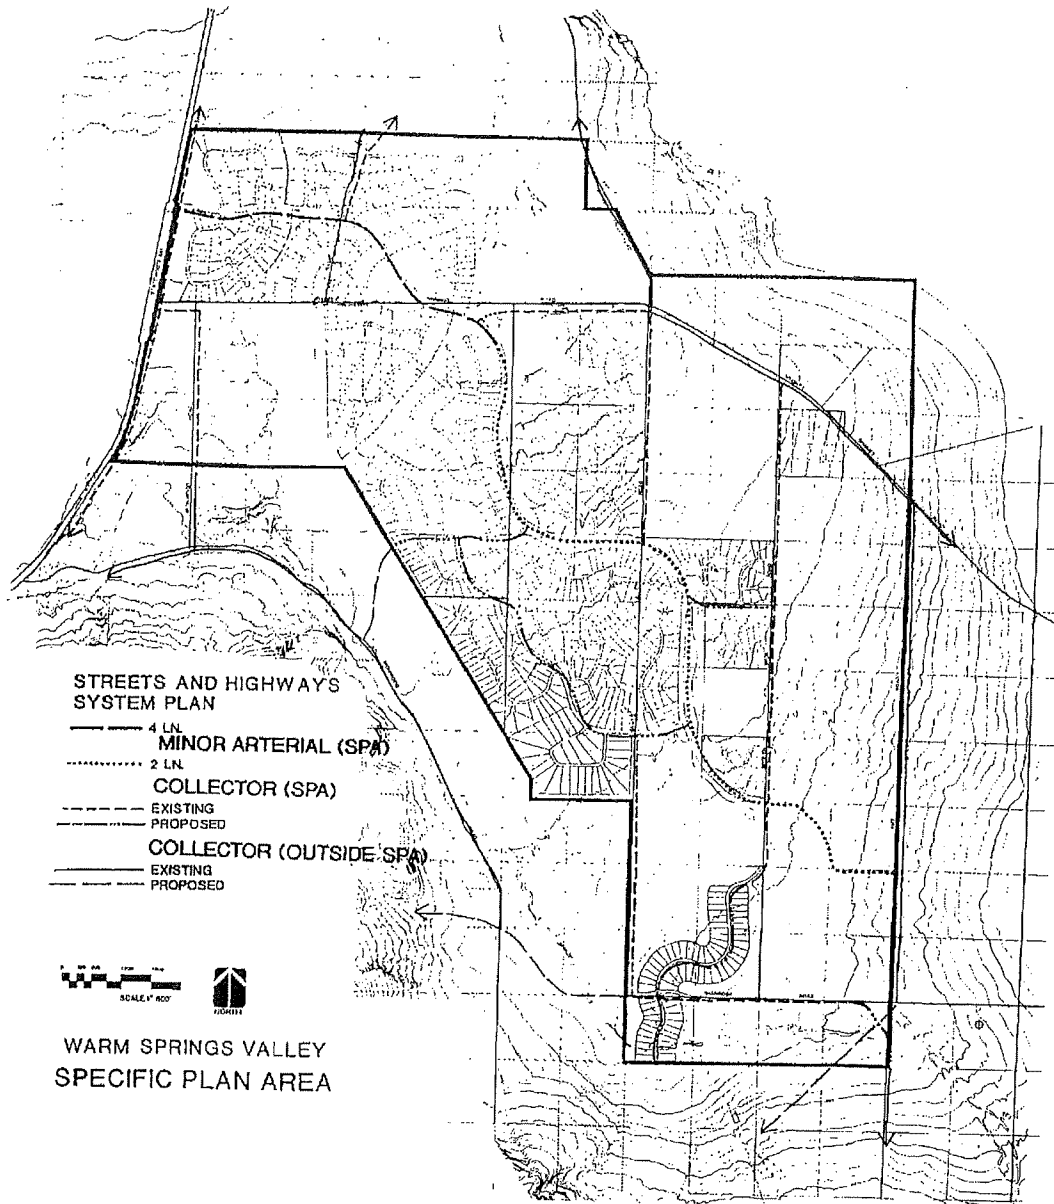 STREETS AND HIGHWAYS
SYSTEM PLAN
4 LN.
MINOR ARTERIAL (SPA)
2 LN.
COLLECTOR (SPA)
EXISTING
PROPOSED
COLLECTOR (OUTSIDE SPA)
EXISTING
PROPOSED
NORTH
WARM SPRINGS VALLEY
SPECIFIC PLAN AREA